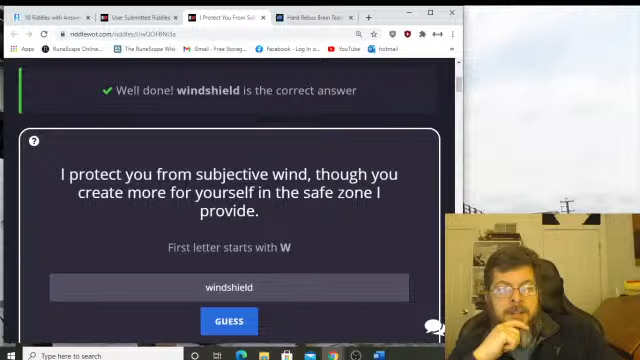 10 Riddles with Answer
User Submitted Riddles
I Protect You From Sub
Hard Rebus Brain Teas
riddlewot.com/riddles/
Apps
RuneScape Online...
The RuneScape Wiki
Gmail - Free Storag...
Facebook - Log In o...
YouTube
hotmail
Well done! windshield is the correct answer
?
I protect you from subjective wind, though you
create more for yourself in the safe zone I
provide.
First letter starts with W
windshield
GUESS
Type here to search